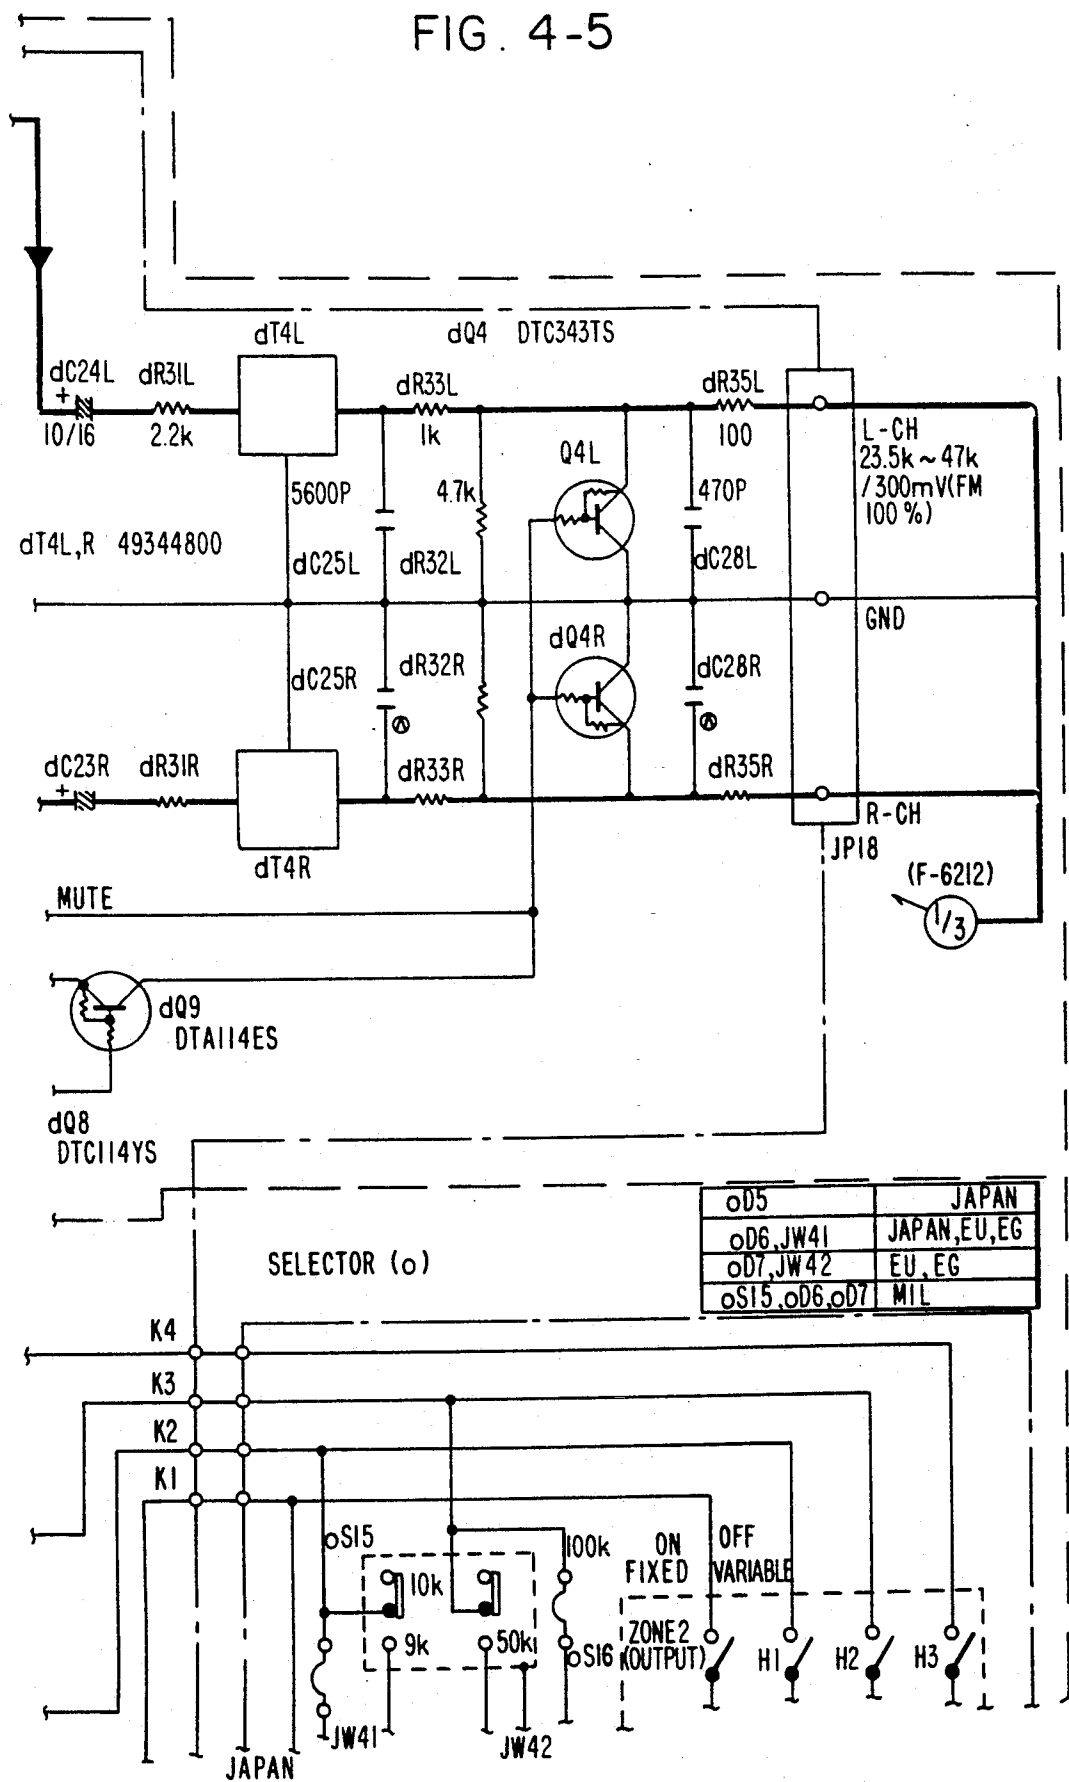 FIG. 4-5
dT4L
dQ4 DTC343TS
dC24L
dR31L
dR33L
dR35L
+
10/16
2.2k
1k
100
L-CH
23.5k~47k
/300mV(FM
100%)
Q4L
5600P
4.7k
470P
dT4L,R 49344800
dC25L
dR32L
dC28L
GND
dQ4R
dC25R
dR32R
dC28R
dC23R
dR31R
dR33R
dR35R
+
R-CH
JP18
dT4R
(F-6212)
1/3
MUTE
dQ9
DTA114ES
dQ8
DTC114YS
oD5 JAPAN
oD6,JW41 JAPAN,EU,EG
oD7,JW42 EU,EG
oS15,oD6,oD7 MIL
SELECTOR (o)
K4
K3
K2
K1
oS15
100k
ON OFF
FIXED VARIABLE
10k
9k
50k
oS16
ZONE2
(OUTPUT)
H1
H2
H3
JW41
JW42
JAPAN